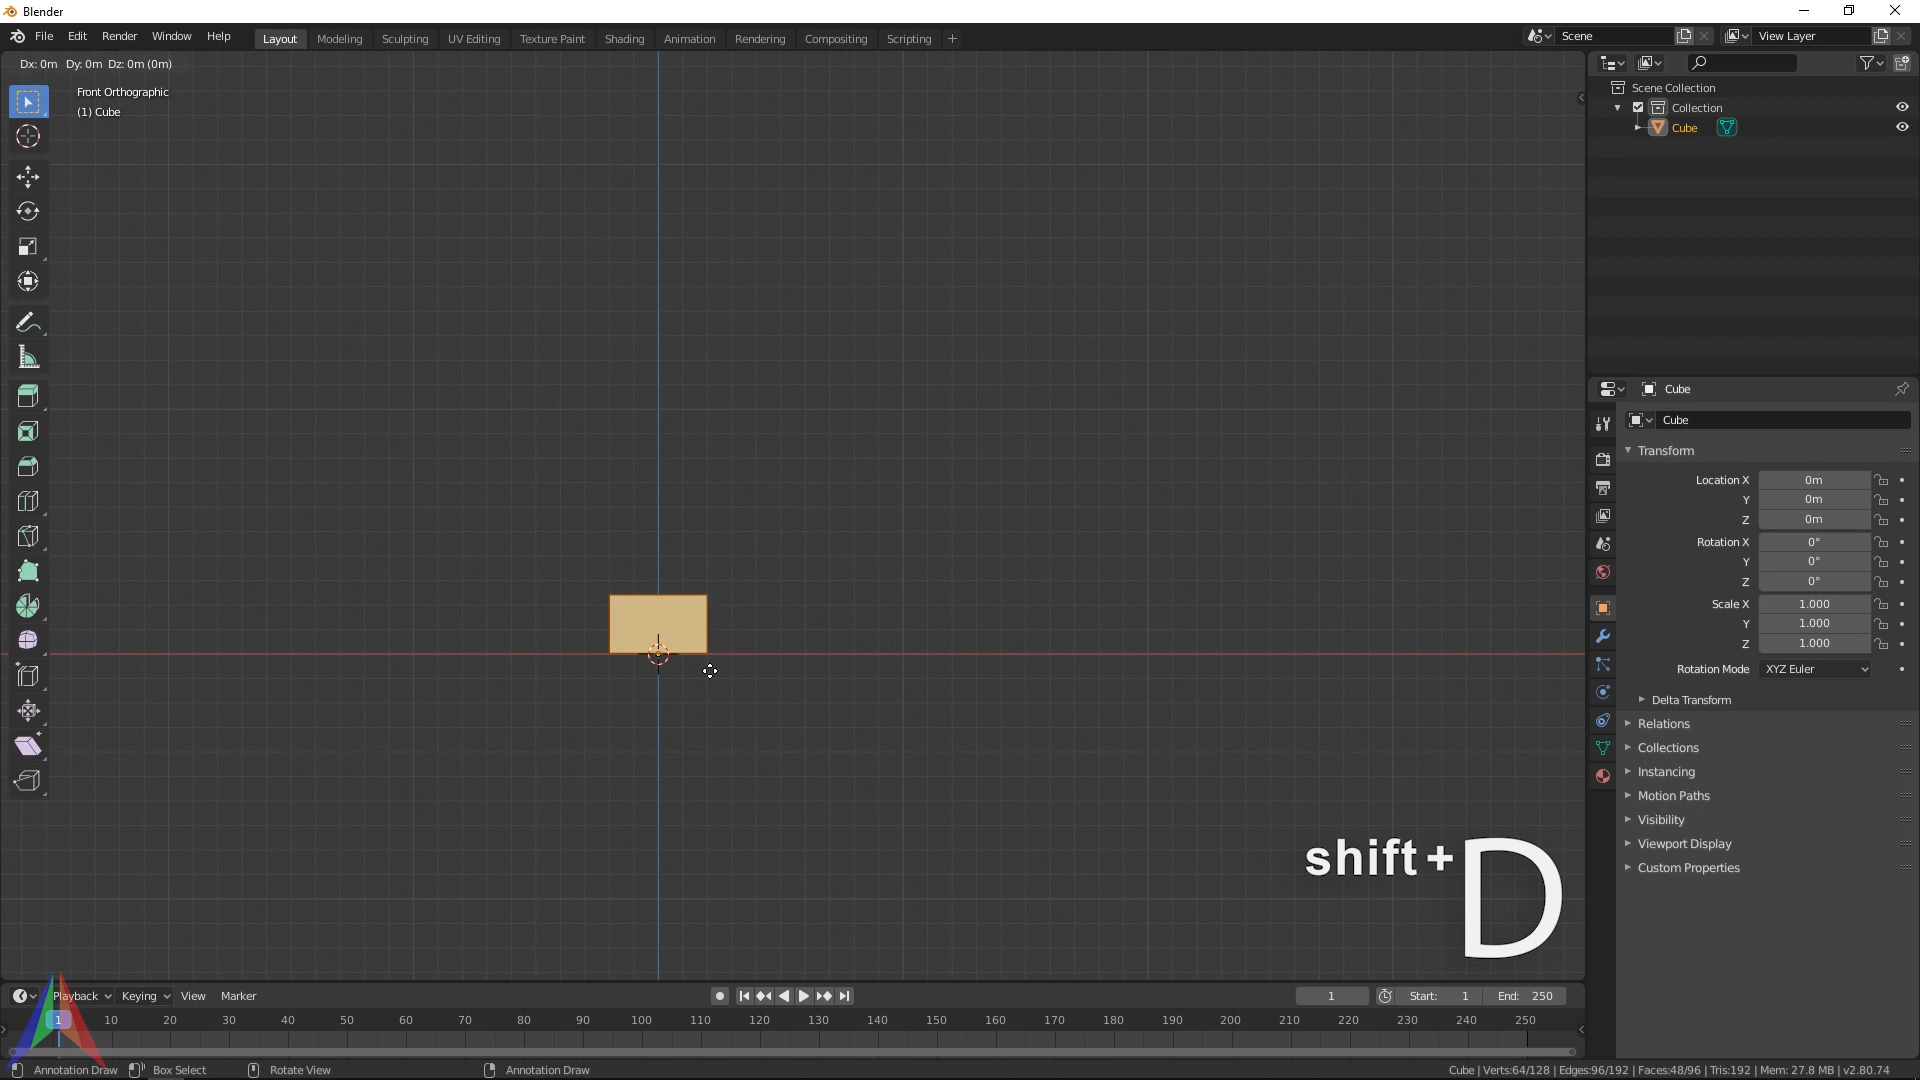 Blender
File Edit Render Window Help Layout Modeling Sculpting UV Editing Texture Paint Shading Animation Rendering Compositing Scripting + Scene View Layer
Dx: 0m Dy: 0m Dz: 0m (0m)
Front Orthographic
(1) Cube
Scene Collection
Collection
Cube
Cube
Cube
Transform
Location X 0m
Y 0m
Z 0m
Rotation X 0°
Y 0°
Z 0°
Scale X 1.000
Y 1.000
Z 1.000
Rotation Mode XYZ Euler
Delta Transform
Relations
Collections
Instancing
Motion Paths
Visibility
Viewport Display
Custom Properties
shift + D
Playback Keying View Marker 1 Start: 1 End: 250
1 10 20 30 40 50 60 70 80 90 100 110 120 130 140 150 160 170 180 190 200 210 220 230 240 250
Annotation Draw Box Select Rotate View Annotation Draw Cube | Verts:64/128 | Edges:96/192 | Faces:48/96 | Tris:192 | Mem: 27.8 MB | v2.80.74